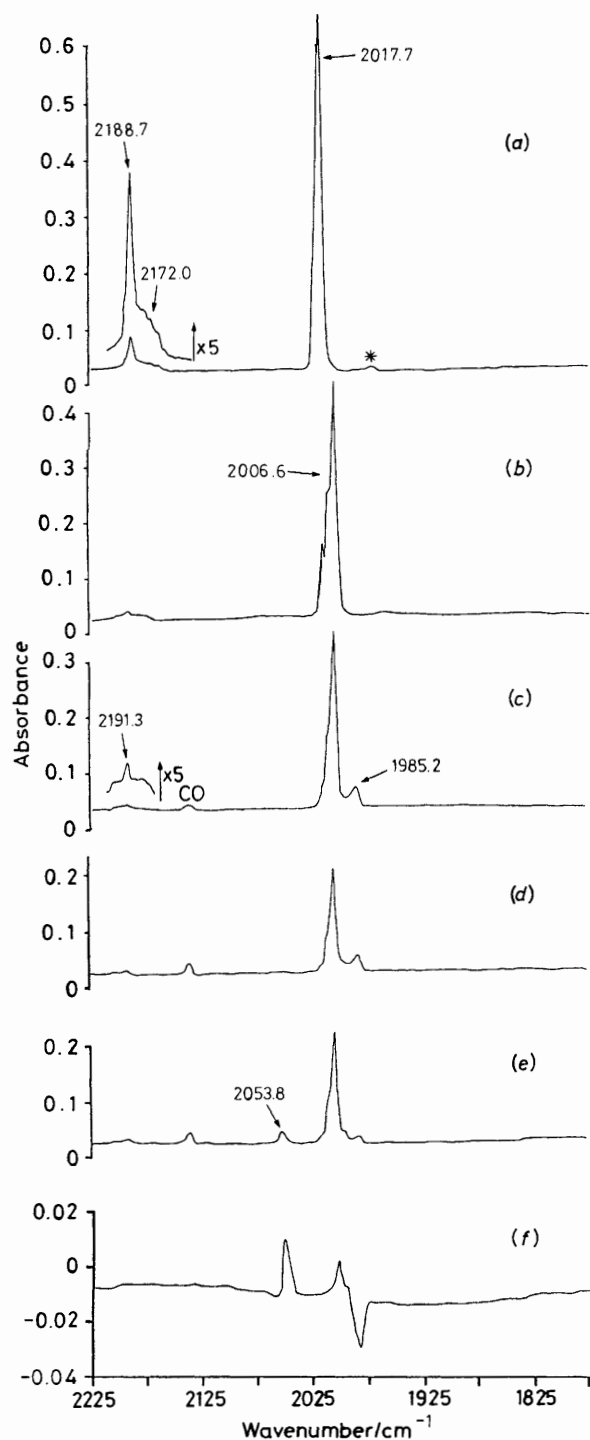 0.6
2017.7
0.5
2188.7
(a)
0.4
0.3
2172.0
0.2
0.1
x5
*
0
0.4
2006.6
(b)
0.3
0.2
0.1
0
Absorbance
0.3
(c)
0.2
2191.3
x5
1985.2
0.1
CO
0
0.2
(d)
0.1
0
0.2
(e)
2053.8
0.1
0
0.02
(f)
0
-0.02
-0.04
2225 2125 2025 1925 1825
Wavenumber/cm⁻¹